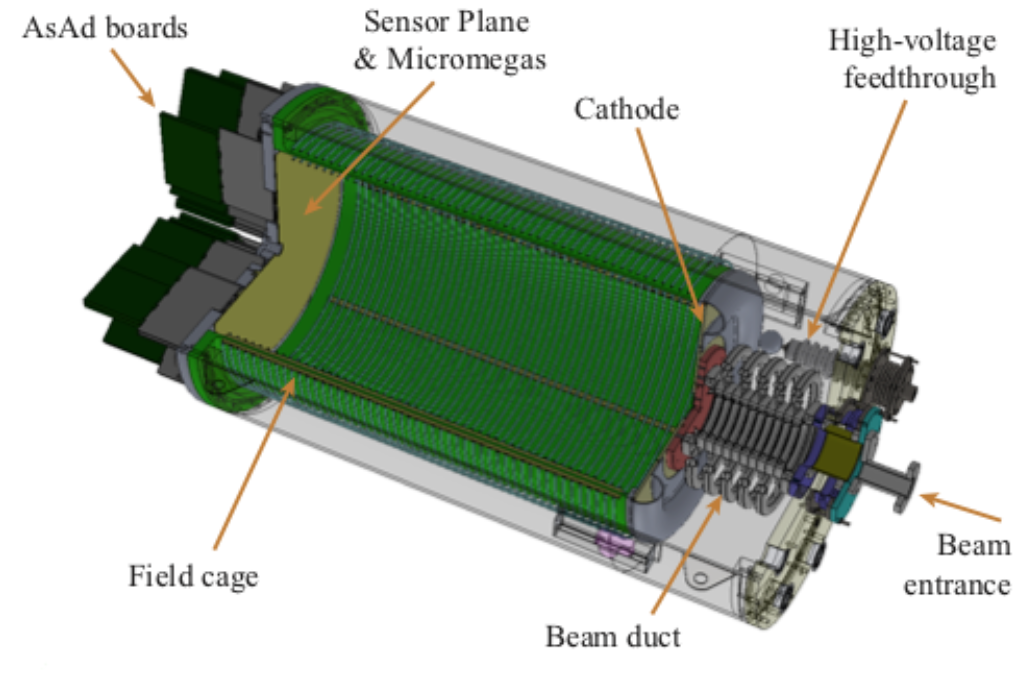 AsAd boards
Sensor Plane
& Micromegas
High-voltage
feedthrough
Cathode
Field cage
Beam duct
Beam
entrance